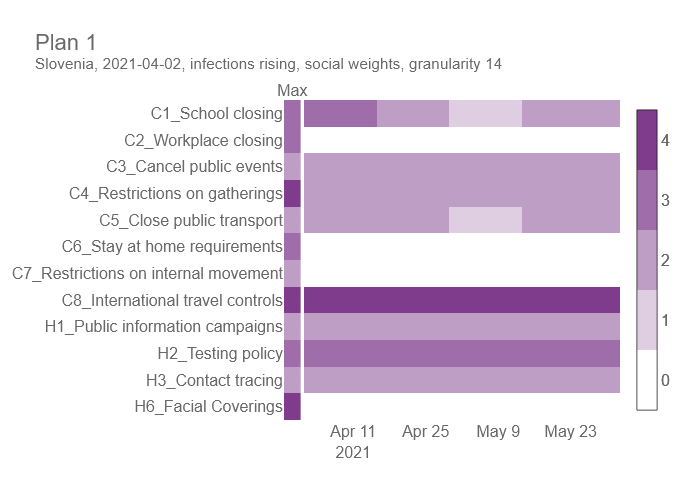 Plan 1
Slovenia, 2021-04-02, infections rising, social weights, granularity 14
Max
C1_School closing
C2_Workplace closing
C3_Cancel public events
C4_Restrictions on gatherings
C5_Close public transport
C6_Stay at home requirements
C7_Restrictions on internal movement
C8_International travel controls
H1_Public information campaigns
H2_Testing policy
H3_Contact tracing
H6_Facial Coverings
4
3
2
1
0
Apr 11 Apr 25 May 9 May 23
2021